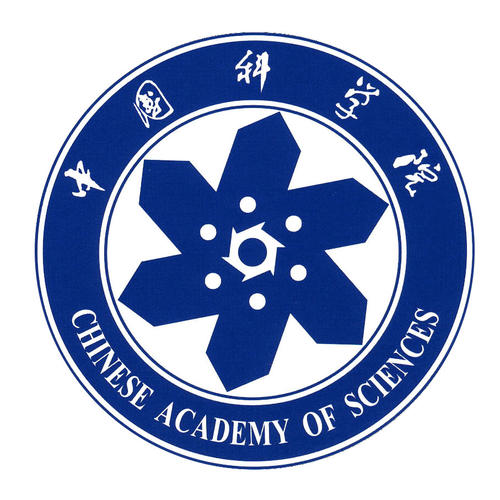 中国科学院
CHINESE ACADEMY OF SCIENCES